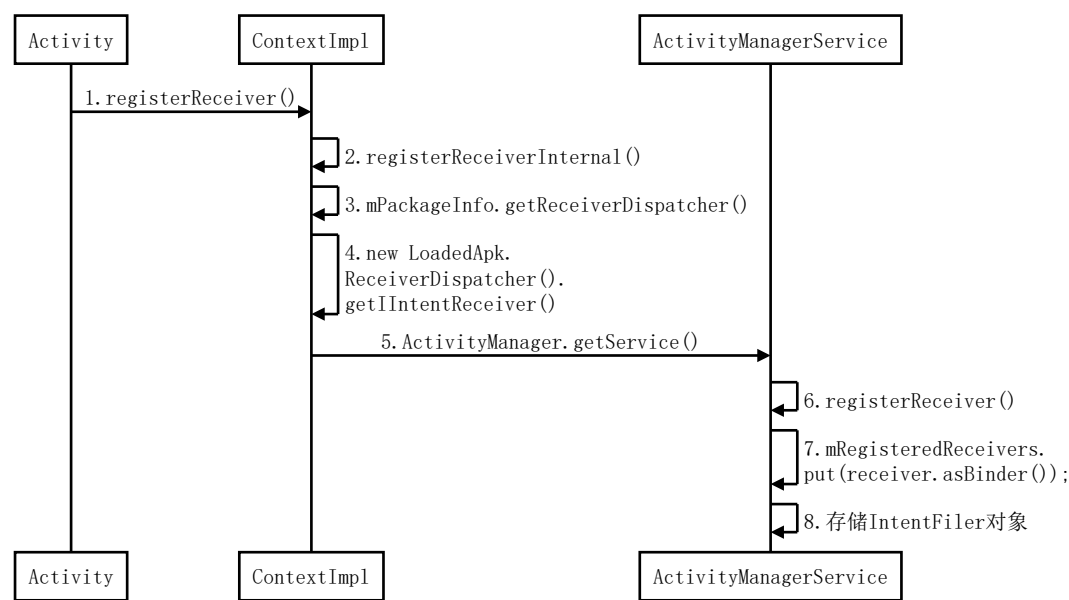 Activity
ContextImpl
ActivityManagerService
1.registerReceiver()
2.registerReceiverInternal()
3.mPackageInfo.getReceiverDispatcher()
4.new LoadedApk.
ReceiverDispatcher().
getIIntentReceiver()
5.ActivityManager.getService()
6.registerReceiver()
7.mRegisteredReceivers.
put(receiver.asBinder());
8.存储IntentFiler对象
Activity
ContextImpl
ActivityManagerService